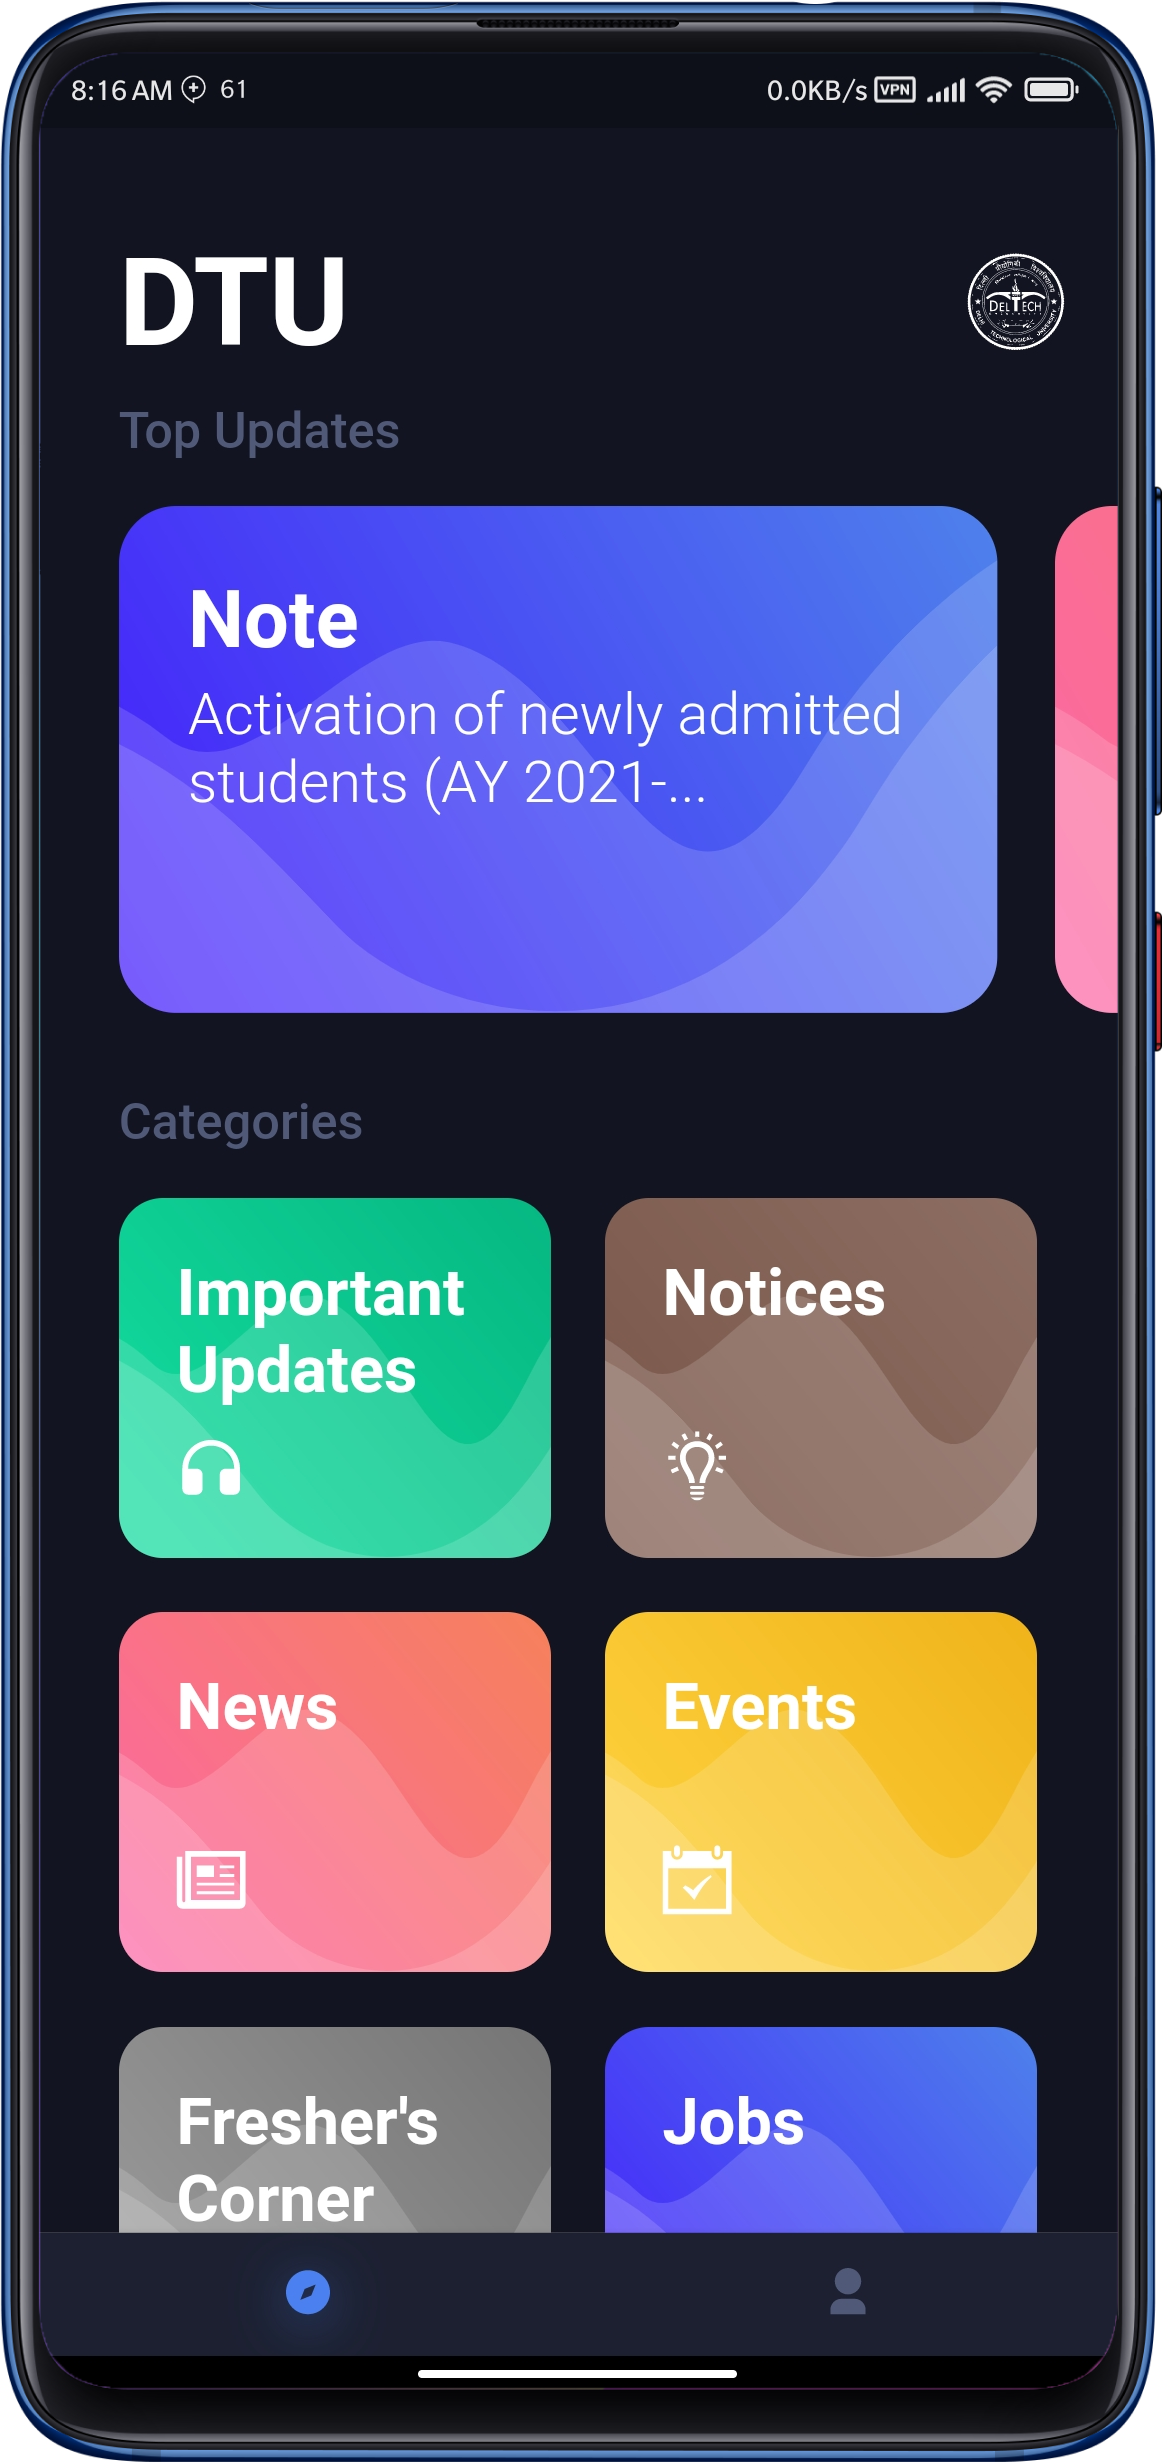 8:16 AM 61 0.0KB/s VPN
DTU
DELTECH
Top Updates
Note
Activation of newly admitted
students (AY 2021-...
Categories
Important
Updates
Notices
News
Events
Fresher's
Corner
Jobs